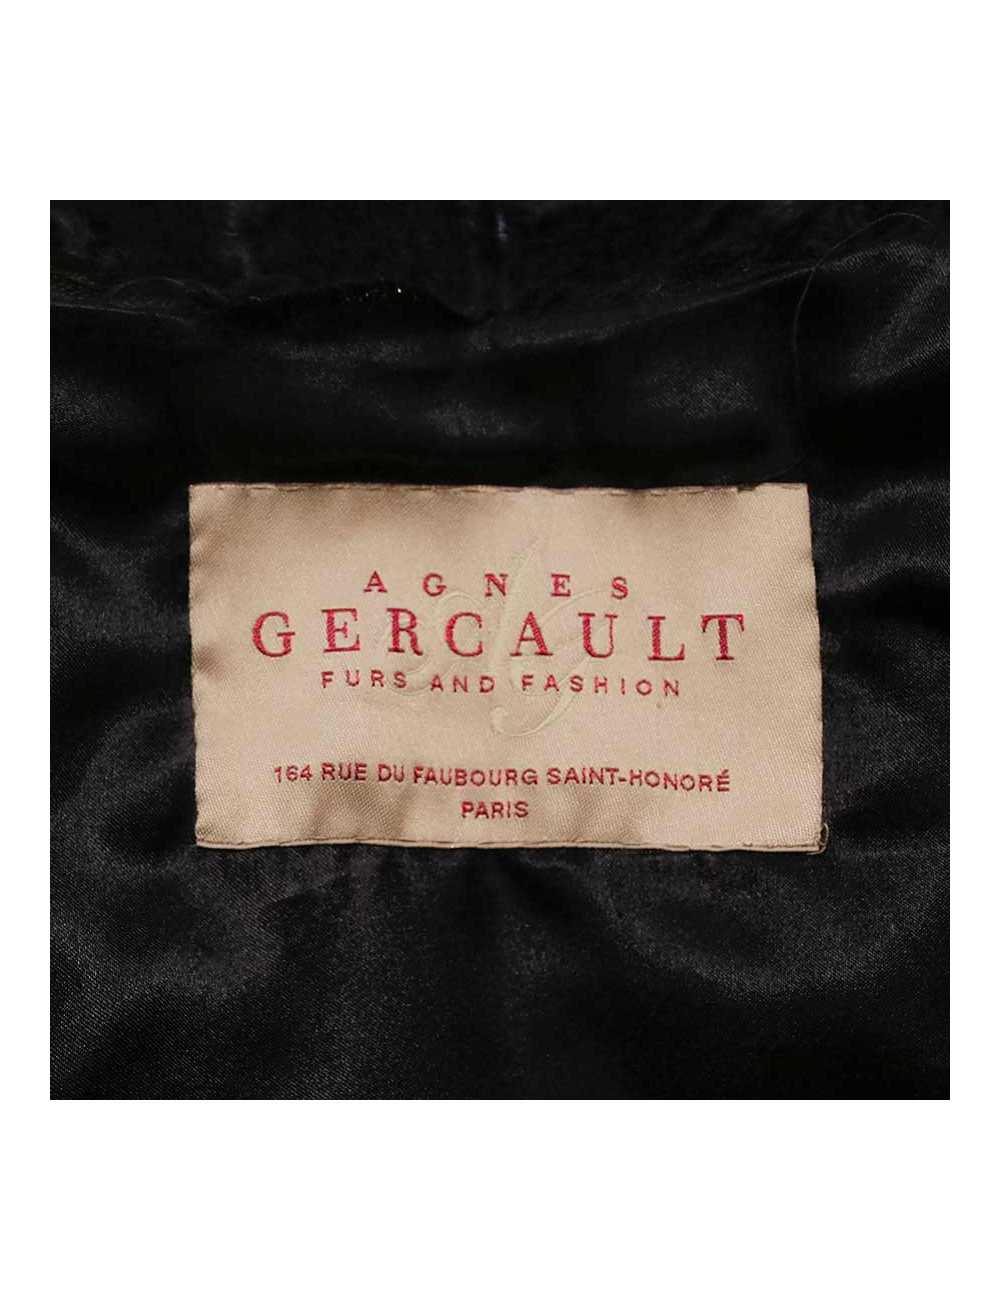 AGNES
GERCAULT
FURS AND FASHION
164 RUE DU FAUBOURG SAINT-HONORÉ
PARIS